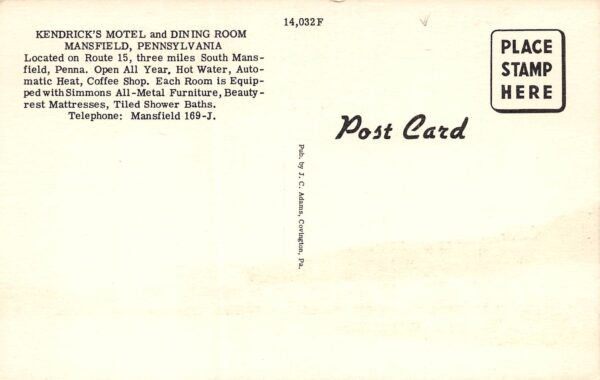 14,032F
KENDRICK'S MOTEL and DINING ROOM
MANSFIELD, PENNSYLVANIA
Located on Route 15, three miles South Mans-
field, Penna. Open All Year, Hot Water, Auto-
matic Heat, Coffee Shop. Each Room is Equip-
ped with Simmons All-Metal Furniture, Beauty-
rest Mattresses, Tiled Shower Baths.
Telephone: Mansfield 169-J.
PLACE
STAMP
HERE
Post Card
Pub. by J. C. Adams, Covington, Pa.